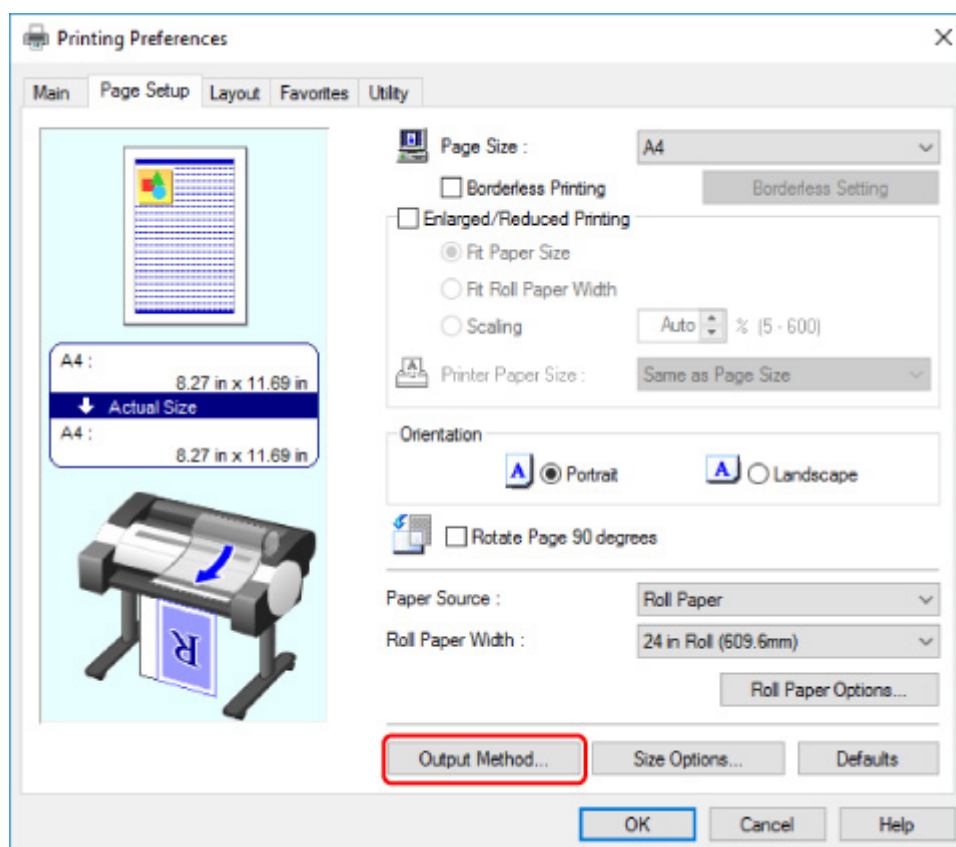 Printing Preferences
Main Page Setup Layout Favorites Utility
Page Size : A4
Borderless Printing Borderless Setting
Enlarged/Reduced Printing
Fit Paper Size
Fit Roll Paper Width
Scaling Auto % (5 - 600)
Printer Paper Size : Same as Page Size
A4 :
8.27 in x 11.69 in
Actual Size
A4 :
8.27 in x 11.69 in
Orientation
A Portrait A Landscape
Rotate Page 90 degrees
R
Paper Source : Roll Paper
Roll Paper Width : 24 in Roll (609.6mm)
Roll Paper Options...
Output Method... Size Options... Defaults
OK Cancel Help